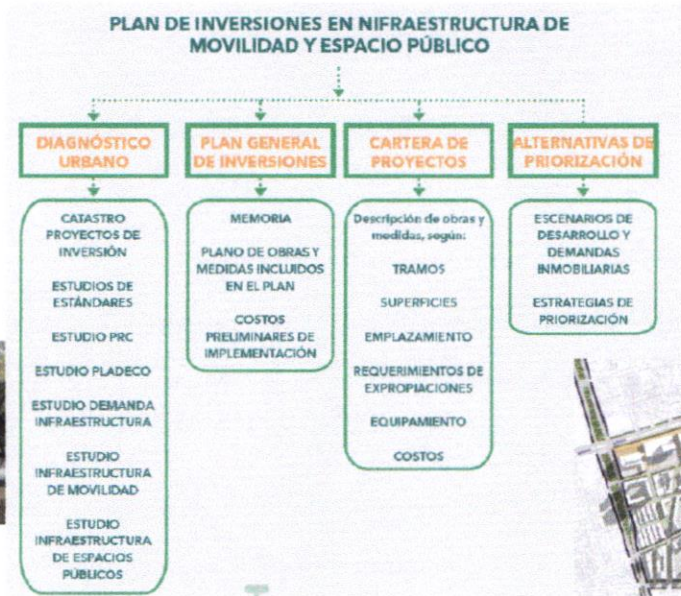 PLAN DE INVERSIONES EN NIFRAESTRUCTURA DE
MOVILIDAD Y ESPACIO PÚBLICO
DIAGNÓSTICO
URBANO
CATASTRO
PROYECTOS DE
INVERSIÓN
ESTUDIOS DE
ESTÁNDARES
ESTUDIO PRC
ESTUDIO PLADECO
ESTUDIO DEMANDA
INFRAESTRUCTURA
ESTUDIO
INFRAESTRUCTURA
DE MOVILIDAD
ESTUDIO
INFRAESTRUCTURA
DE ESPACIOS
PÚBLICOS
PLAN GENERAL
DE INVERSIONES
MEMORIA
PLANO DE OBRAS Y
MEDIDAS INCLUIDOS
EN EL PLAN
COSTOS
PRELIMINARES DE
IMPLEMENTACIÓN
CARTERA DE
PROYECTOS
Descripción de obras y
medidas, según:
TRAMOS
SUPERFICIES
EMPLAZAMIENTO
REQUERIMIENTOS DE
EXPROPIACIONES
EQUIPAMIENTO
COSTOS
ALTERNATIVAS DE
PRIORIZACIÓN
ESCENARIOS DE
DESARROLLO Y
DEMANDAS
INMOBILIARIAS
ESTRATEGIAS DE
PRIORIZACIÓN